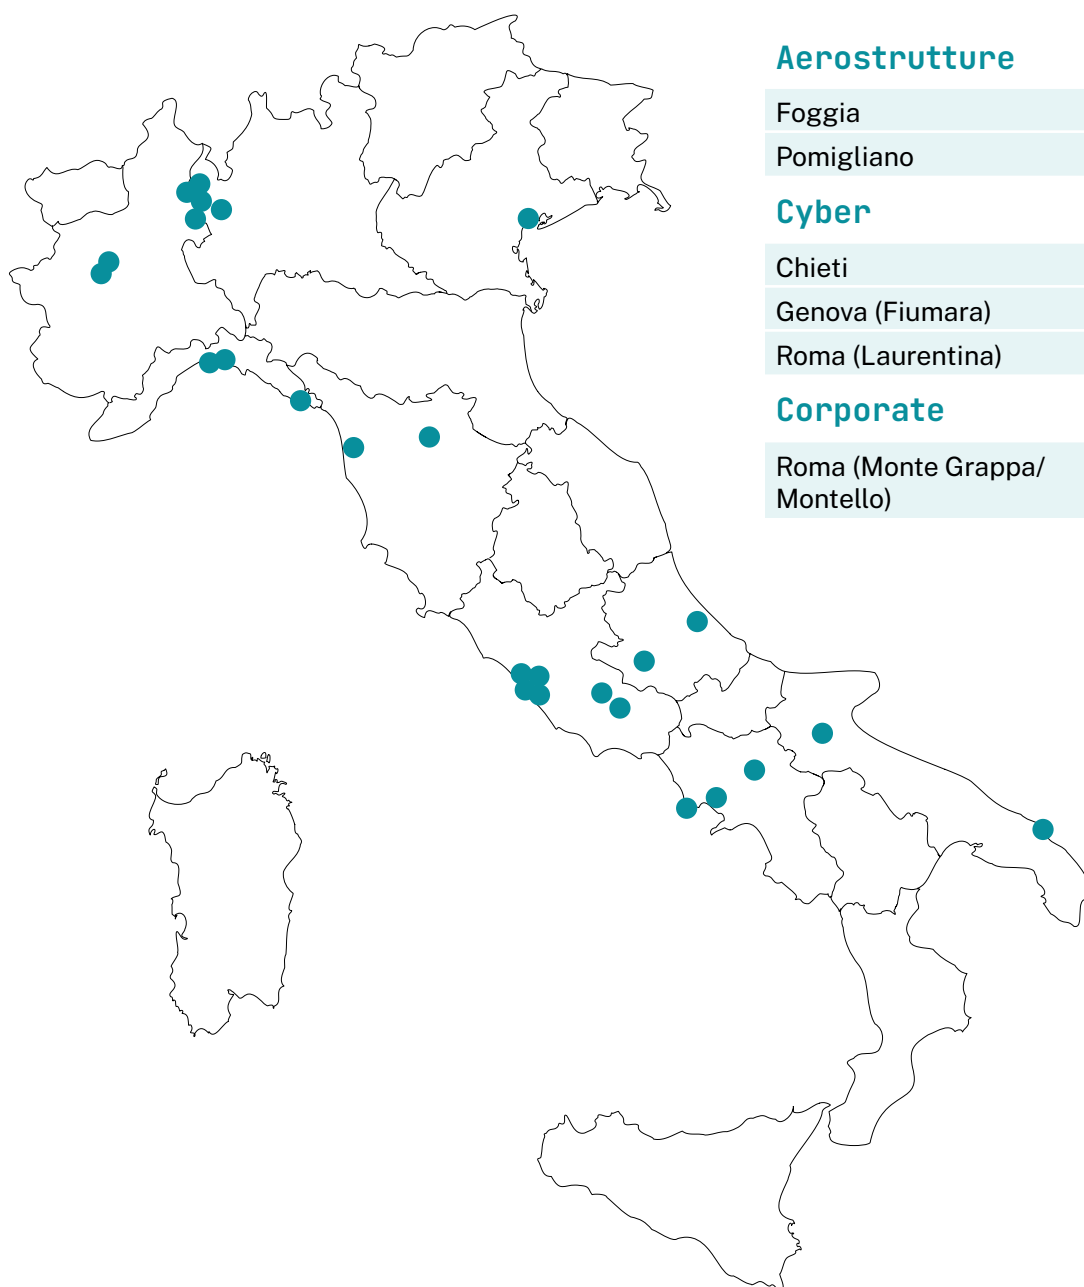 Aerostrutture
Foggia
Pomigliano
Cyber
Chieti
Genova (Fiumara)
Roma (Laurentina)
Corporate
Roma (Monte Grappa/
Montello)